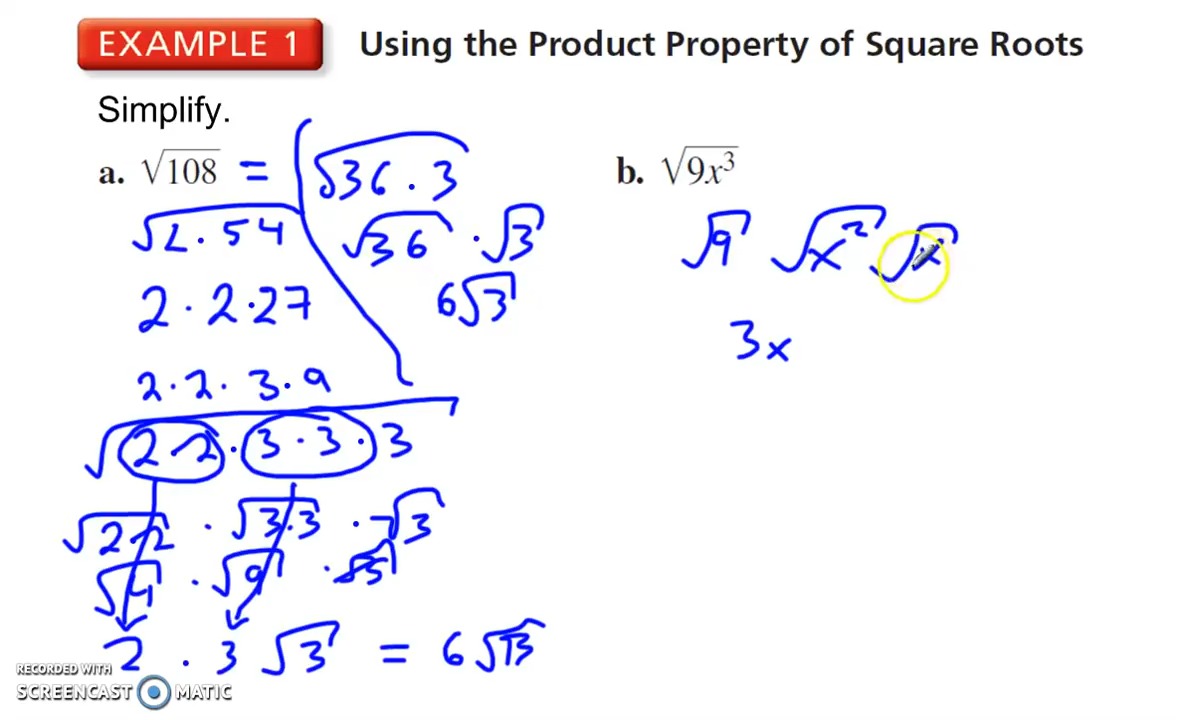 EXAMPLE 1 Using the Product Property of Square Roots
Simplify.
a. √108 = √36 · 3
√2 · 54
√36 · √3
2 · 2 · 27
6√3
2 · 2 · 3 · 9
√2 · 2 · 3 · 3 · 3
√2 · 2 · √3 · 3 · √3
√4 · √9 ·
2 · 3 √3 = 6√3
b. √9x³
√9 √x² √x
3x
RECORDED WITH
SCREENCAST MATIC